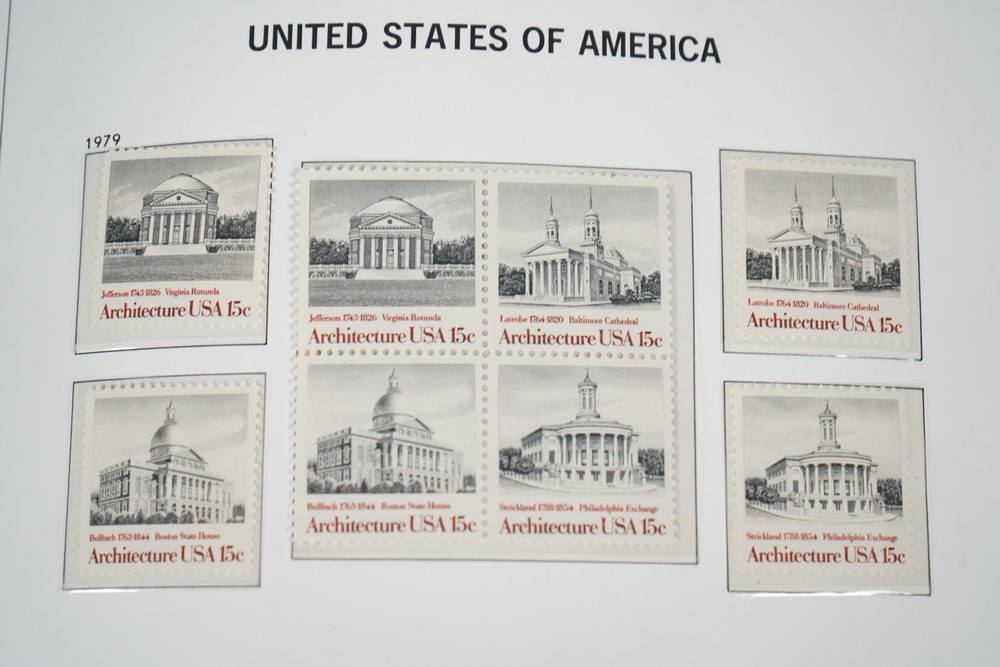 UNITED STATES OF AMERICA
1979
Jefferson 1743-1826 Virginia Rotunda
Architecture USA 15c
Jefferson 1743-1826 Virginia Rotunda
Architecture USA 15c
Latrobe 1764-1820 Baltimore Cathedral
Architecture USA 15c
Latrobe 1764-1820 Baltimore Cathedral
Architecture USA 15c
Bulfinch 1763-1844 Boston State House
Architecture USA 15c
Bulfinch 1763-1844 Boston State House
Architecture USA 15c
Strickland 1788-1854 Philadelphia Exchange
Architecture USA 15c
Strickland 1788-1854 Philadelphia Exchange
Architecture USA 15c